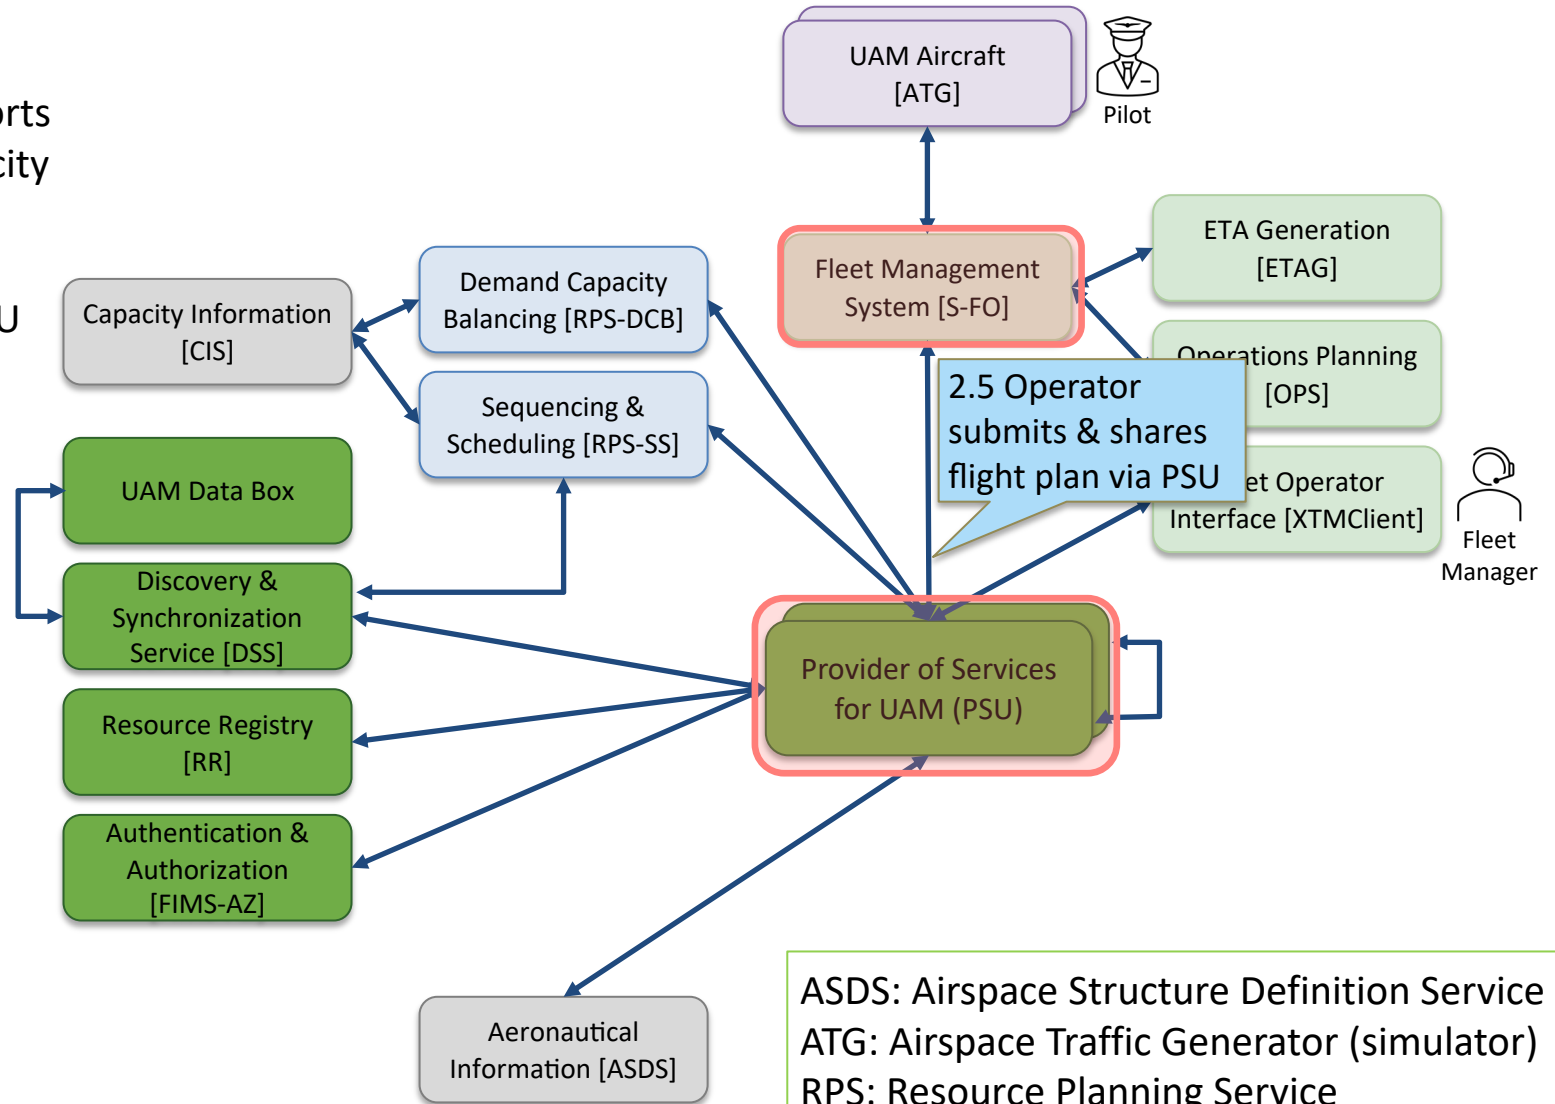 UAM Aircraft
[ATG]
Pilot
Fleet Management
System [S-FO]
ETA Generation
[ETAG]
Operations Planning
[OPS]
et Operator
Interface [XTMClient]
Fleet
Manager
2.5 Operator
submits & shares
flight plan via PSU
orts
city
U
Demand Capacity
Balancing [RPS-DCB]
Capacity Information
[CIS]
Sequencing &
Scheduling [RPS-SS]
UAM Data Box
Discovery &
Synchronization
Service [DSS]
Resource Registry
[RR]
Authentication &
Authorization
[FIMS-AZ]
Provider of Services
for UAM (PSU)
Aeronautical
Information [ASDS]
ASDS: Airspace Structure Definition Service
ATG: Airspace Traffic Generator (simulator)
RPS: Resource Planning Service